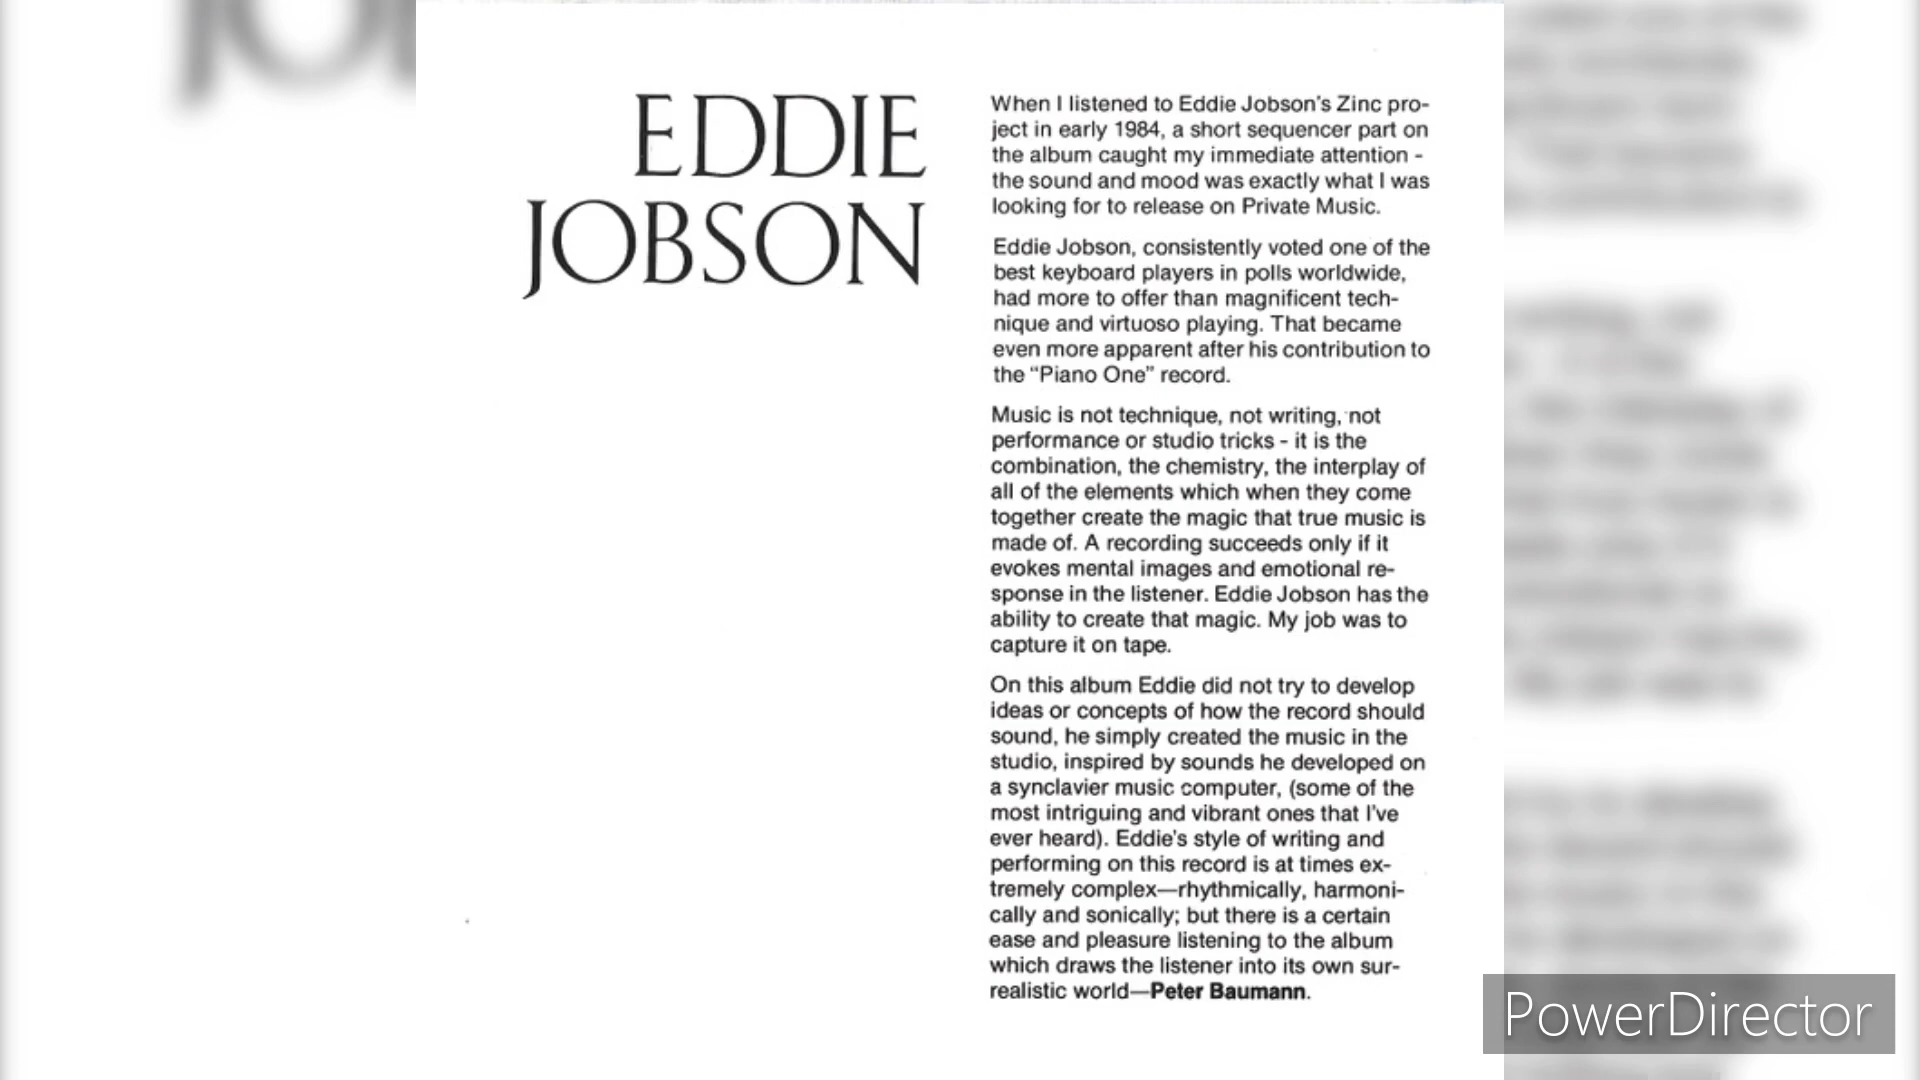 EDDIE
JOBSON
When I listened to Eddie Jobson's Zinc pro-
ject in early 1984, a short sequencer part on
the album caught my immediate attention -
the sound and mood was exactly what I was
looking for to release on Private Music.
Eddie Jobson, consistently voted one of the
best keyboard players in polls worldwide,
had more to offer than magnificent tech-
nique and virtuoso playing. That became
even more apparent after his contribution to
the “Piano One” record.
Music is not technique, not writing, not
performance or studio tricks - it is the
combination, the chemistry, the interplay of
all of the elements which when they come
together create the magic that true music is
made of. A recording succeeds only if it
evokes mental images and emotional re-
sponse in the listener. Eddie Jobson has the
ability to create that magic. My job was to
capture it on tape.
On this album Eddie did not try to develop
ideas or concepts of how the record should
sound, he simply created the music in the
studio, inspired by sounds he developed on
a synclavier music computer, (some of the
most intriguing and vibrant ones that I've
ever heard). Eddie's style of writing and
performing on this record is at times ex-
tremely complex—rhythmically, harmoni-
cally and sonically; but there is a certain
ease and pleasure listening to the album
which draws the listener into its own sur-
realistic world—Peter Baumann.
PowerDirector